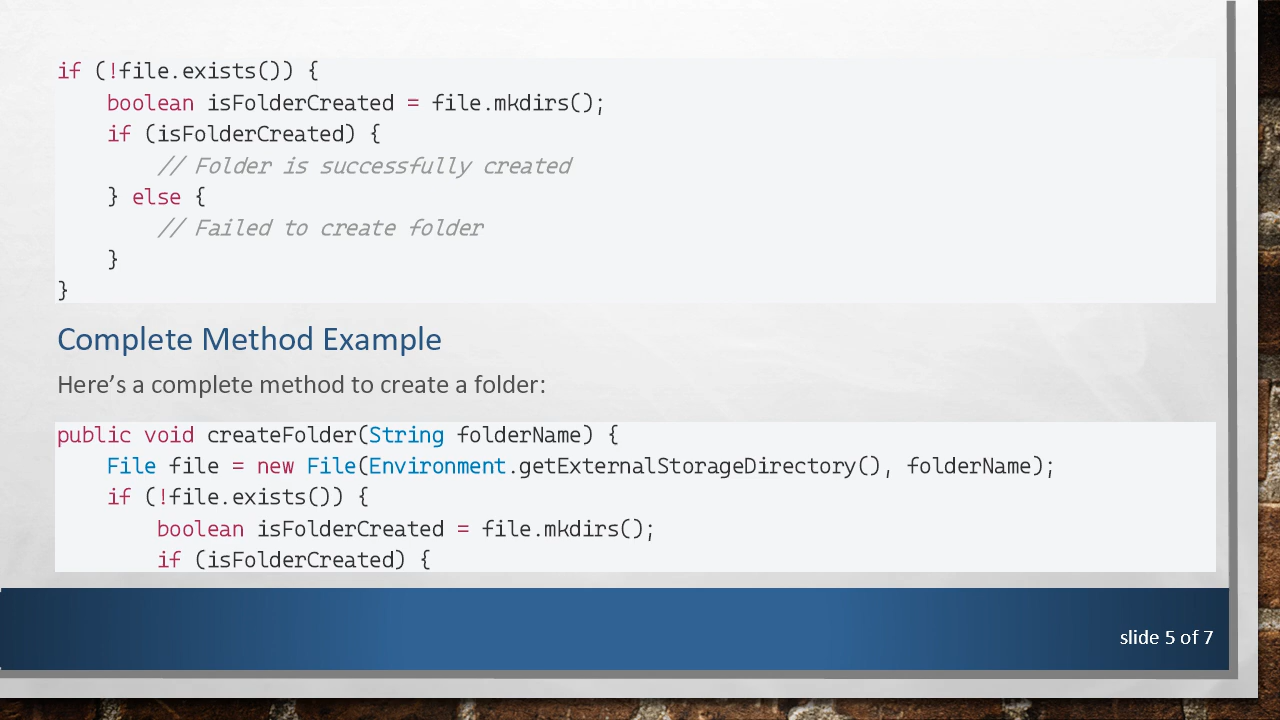 if (!file.exists()) {
    boolean isFolderCreated = file.mkdirs();
    if (isFolderCreated) {
        // Folder is successfully created
    } else {
        // Failed to create folder
    }
}
Complete Method Example
Here’s a complete method to create a folder:
public void createFolder(String folderName) {
    File file = new File(Environment.getExternalStorageDirectory(), folderName);
    if (!file.exists()) {
        boolean isFolderCreated = file.mkdirs();
        if (isFolderCreated) {
slide 5 of 7